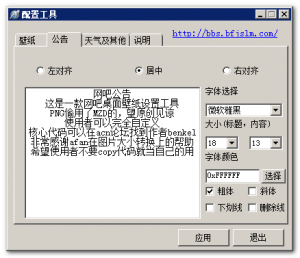 配置工具
壁纸 公告 天气及其他 说明
http://bbs.bfjslm.com/
左对齐 居中 右对齐
网吧公告
这是一款网吧桌面壁纸设置工具
PNG偷用了MZD的，望原创见谅
使用者可以完全自定义
核心代码可以在acn论坛找到作者benkel
非常感谢afan在图片大小转换上的帮助
希望使用者不要copy代码就当自己的用
字体选择
微软雅黑
大小(标题，内容)
18 13
字体颜色
0xFFFFFF 选择
粗体 斜体
下划线 删除线
应用 退出